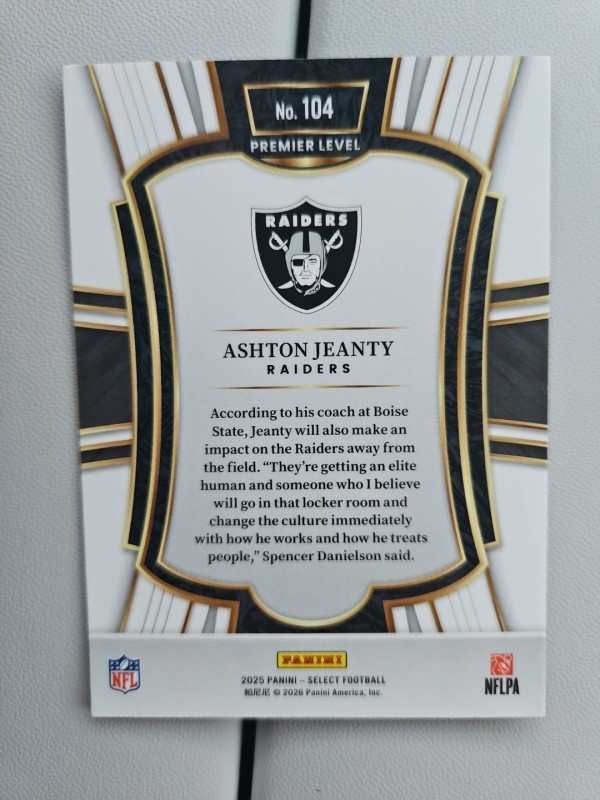 No. 104
PREMIER LEVEL
RAIDERS
ASHTON JEANTY
RAIDERS
According to his coach at Boise
State, Jeanty will also make an
impact on the Raiders away from
the field. “They’re getting an elite
human and someone who I believe
will go in that locker room and
change the culture immediately
with how he works and how he treats
people,” Spencer Danielson said.
PANINI
NFL
2025 PANINI – SELECT FOOTBALL
帕尼尼 © 2026 Panini America, Inc.
NFLPA